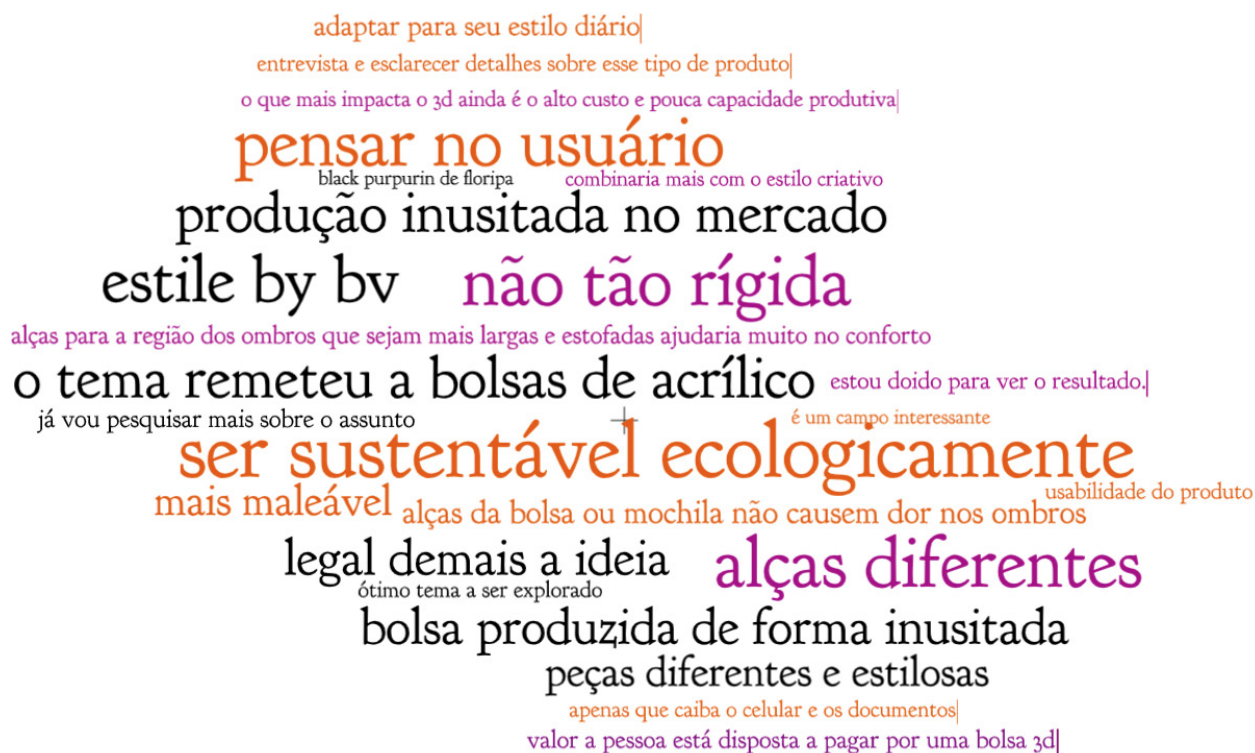 adaptar para seu estilo diário|
entrevista e esclarecer detalhes sobre esse tipo de produto|
o que mais impacta o 3d ainda é o alto custo e pouca capacidade produtiva|
pensar no usuário
black purpurin de floripa
combinaria mais com o estilo criativo
produção inusitada no mercado
estile by bv
não tão rígida
alças para a região dos ombros que sejam mais largas e estofadas ajudaria muito no conforto
o tema remeteu a bolsas de acrílico
estou doido para ver o resultado.|
já vou pesquisar mais sobre o assunto
é um campo interessante
ser sustentável ecologicamente
usabilidade do produto
mais maleável
alças da bolsa ou mochila não causem dor nos ombros
legal demais a ideia
alças diferentes
ótimo tema a ser explorado
bolsa produzida de forma inusitada
peças diferentes e estilosas
apenas que caiba o celular e os documentos|
valor a pessoa está disposta a pagar por uma bolsa 3d|